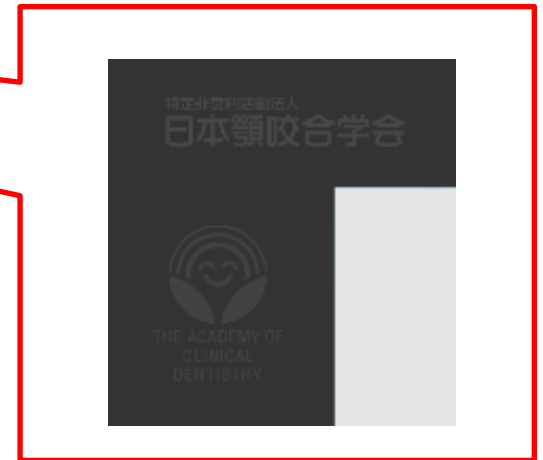 特定非営利活動法人
日本顎咬合学会
THE ACADEMY OF
CLINICAL
DENTISTRY